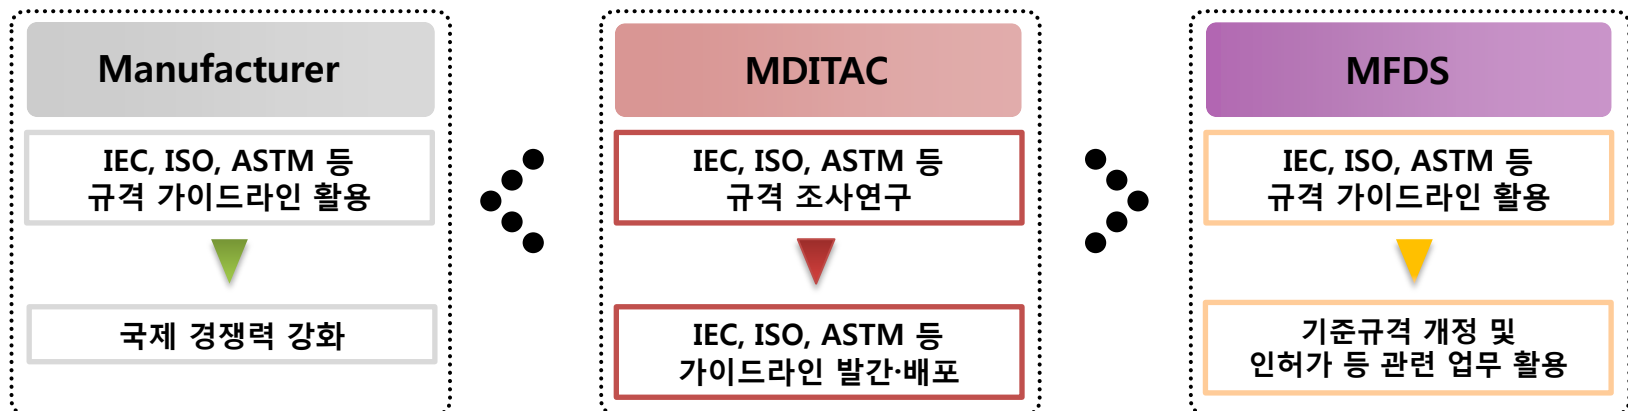 Manufacturer
IEC, ISO, ASTM 등
규격 가이드라인 활용
국제 경쟁력 강화
MDITAC
IEC, ISO, ASTM 등
규격 조사연구
IEC, ISO, ASTM 등
가이드라인 발간·배포
MFDS
IEC, ISO, ASTM 등
규격 가이드라인 활용
기준규격 개정 및
인허가 등 관련 업무 활용